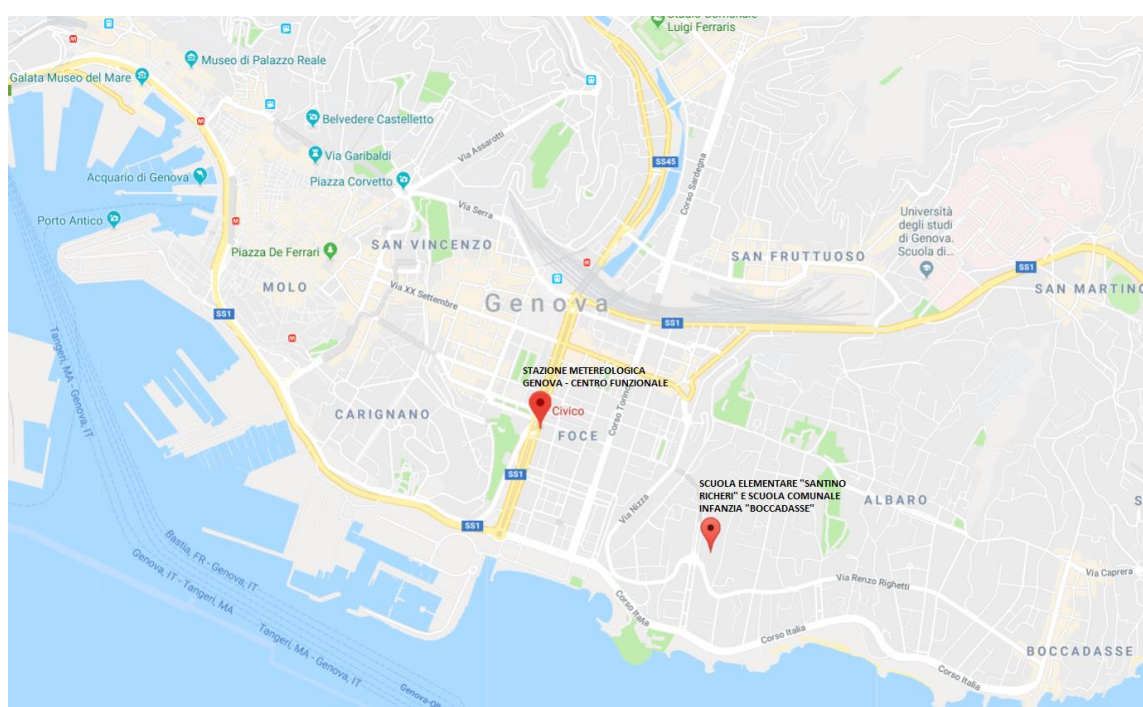 Stadio Comunale
Luigi Ferraris
M
Museo di Palazzo Reale
Galata Museo del Mare
M
Belvedere Castelletto
Via Assarotti
Via Garibaldi
SS45
Corso Sardegna
Acquario di Genova
Piazza Corvetto
Porto Antico
M
Via Serra
Università
degli studi
di Genova.
Scuola di...
SAN VINCENZO
Piazza De Ferrari
SAN FRUTTUOSO
M
SS1
MOLO
Via XX Settembre
Genova
SAN MARTINO
SS1
SS1
M
Tangeri, MA - Genova, IT
STAZIONE METEREOLOGICA
GENOVA - CENTRO FUNZIONALE
Civico
CARIGNANO
Corso Torino
FOCE
SS1
SCUOLA ELEMENTARE "SANTINO
RICHERI" E SCUOLA COMUNALE
INFANZIA "BOCCADASSE"
ALBARO
S
Via Nizza
SS1
Bastia, FR - Genova, IT
Genova, IT - Tangeri, MA
Via Renzo Righetti
Via Caprera
Corso Italia
Tangeri, MA - Genova, IT
Corso Italia
BOCCADASSE
Corso Italia